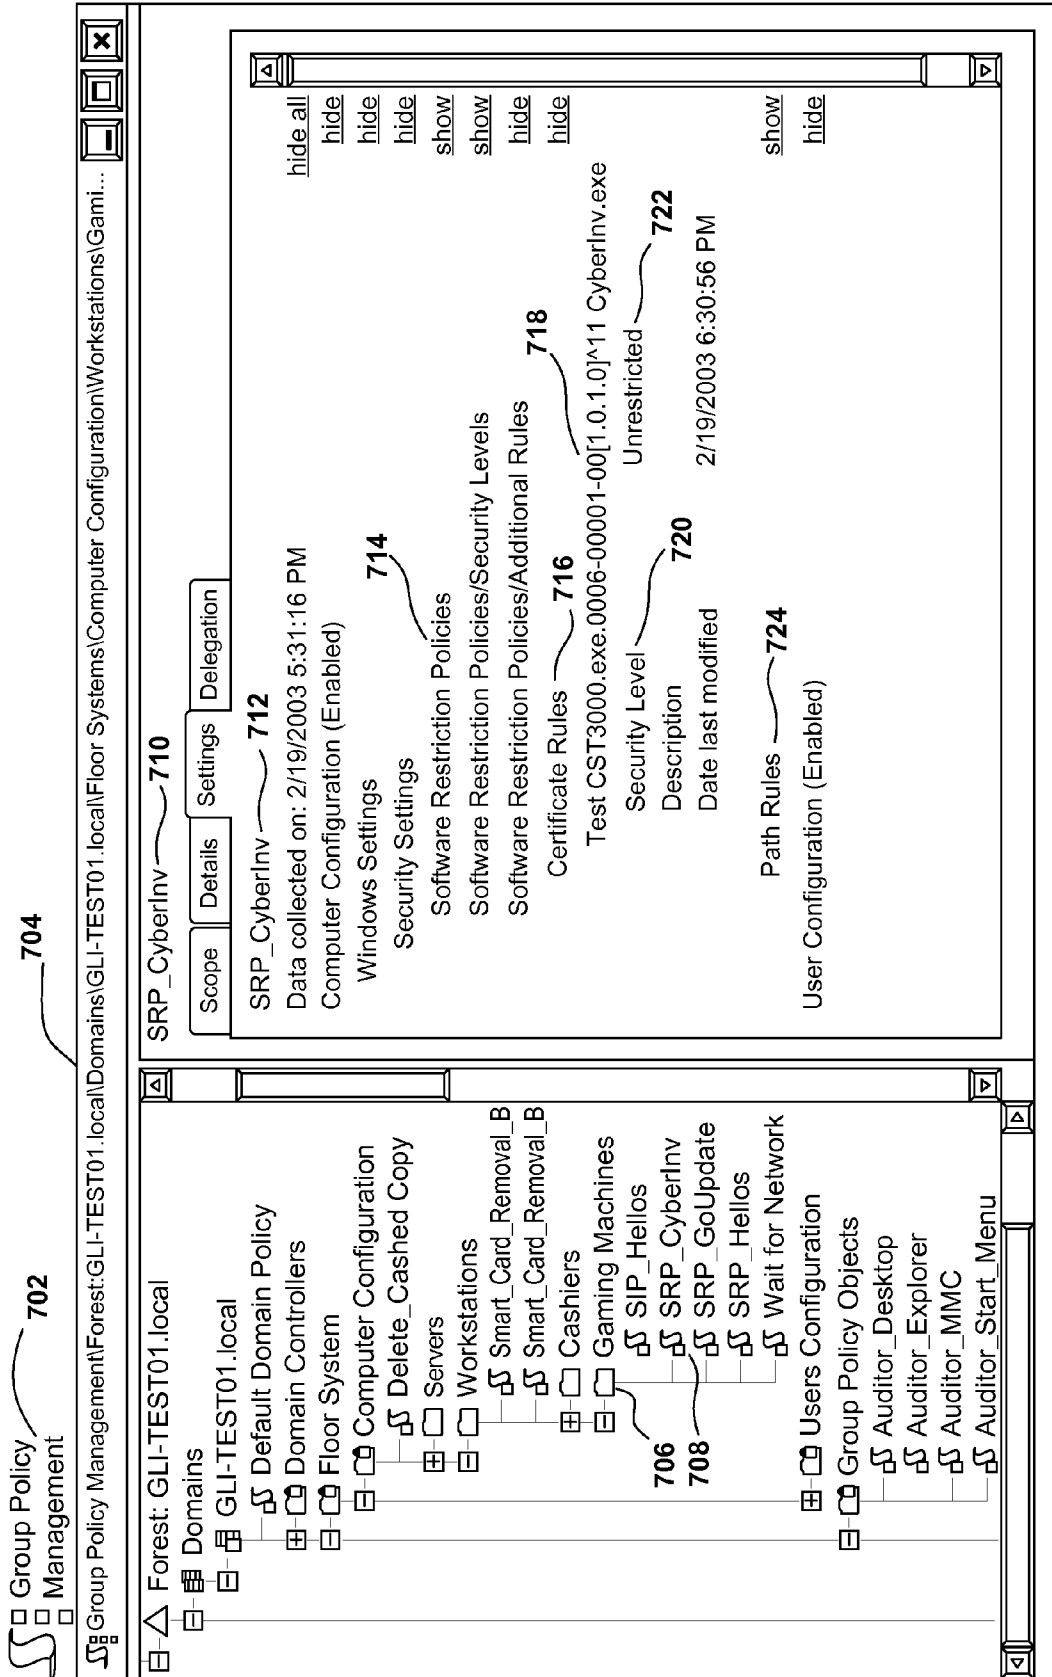 Group Policy
Management
702
704
Group Policy Management\Forest:GLI-TEST01.local\Domains\GLI-TEST01.local\Floor Systems\Computer Configuration\Workstations\Gami...
Forest: GLI-TEST01.local
Domains
GLI-TEST01.local
Default Domain Policy
Domain Controllers
Floor System
Computer Configuration
Delete_Cashed Copy
Servers
Workstations
Smart_Card_Removal_B
Smart_Card_Removal_B
Cashiers
Gaming Machines
706
SIP_Hellos
SRP_CyberInv
708
SRP_GoUpdate
SRP_Hellos
Wait for Network
Users Configuration
Group Policy Objects
Auditor_Desktop
Auditor_Explorer
Auditor_MMC
Auditor_Start_Menu
SRP_CyberInv 710
Scope Details Settings Delegation
SRP_CyberInv 712
Data collected on: 2/19/2003 5:31:16 PM hide all
Computer Configuration (Enabled) hide
Windows Settings hide
714
Security Settings hide
Software Restriction Policies show
Software Restriction Policies/Security Levels show
Software Restriction Policies/Additional Rules hide
718
Certificate Rules 716 hide
Test CST3000.exe.0006-00001-00[1.0.1.0]^11 CyberInv.exe
Security Level Unrestricted 722
720
Description
Date last modified 2/19/2003 6:30:56 PM
Path Rules 724 show
User Configuration (Enabled) hide